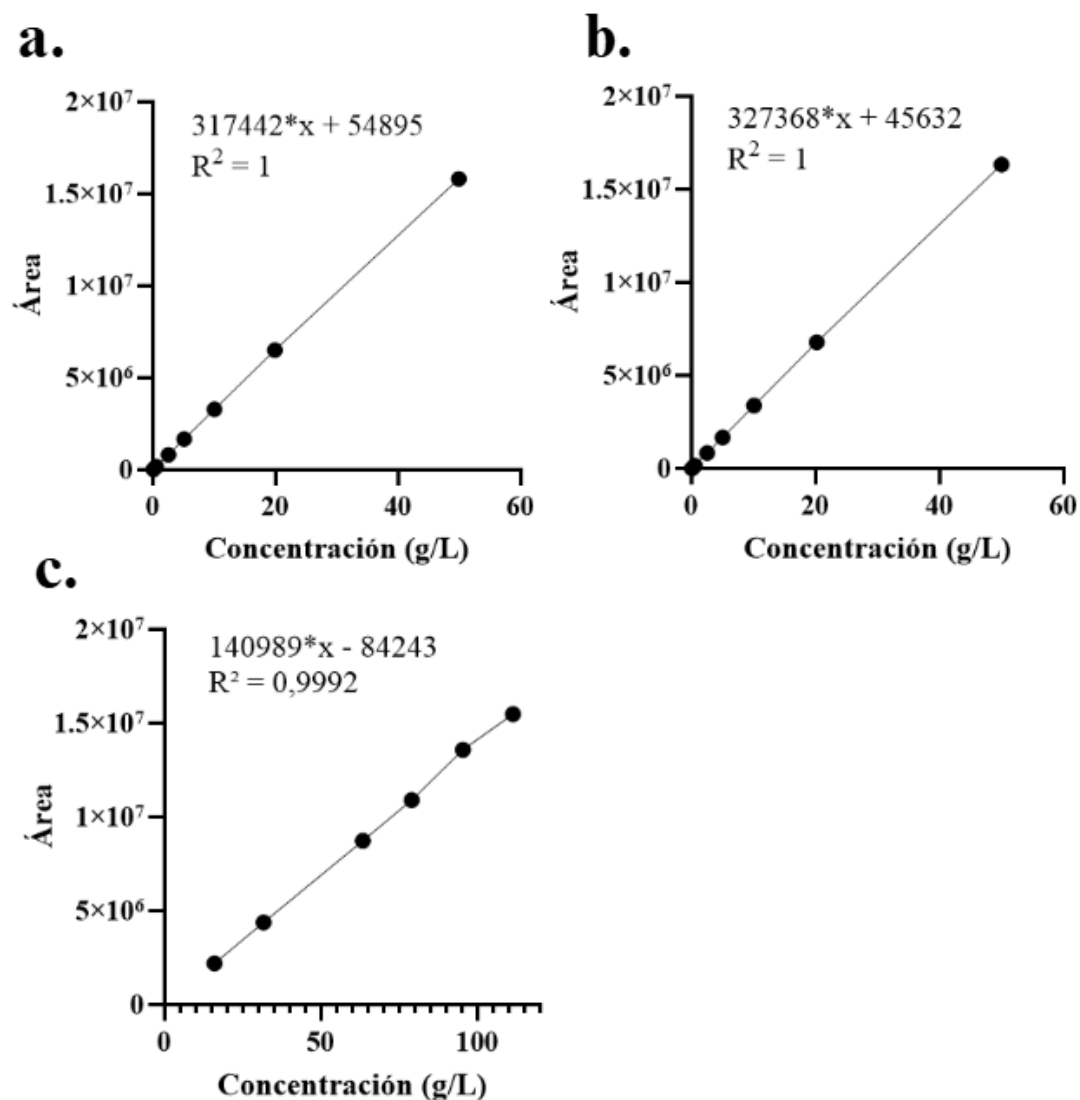 a.
2×10⁷
1.5×10⁷
1×10⁷
5×10⁶
0
Área
317442*x + 54895
R² = 1
0 20 40 60
Concentración (g/L)
b.
2×10⁷
1.5×10⁷
1×10⁷
5×10⁶
0
Área
327368*x + 45632
R² = 1
0 20 40 60
Concentración (g/L)
c.
2×10⁷
1.5×10⁷
1×10⁷
5×10⁶
0
Área
140989*x - 84243
R² = 0,9992
0 50 100
Concentración (g/L)